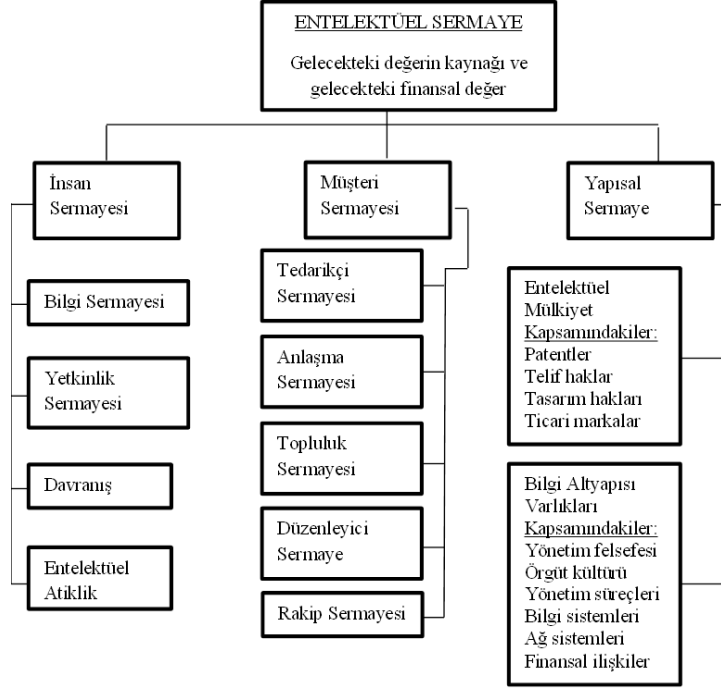 ENTELEKTÜEL SERMAYE
Gelecekteki değerin kaynağı ve
gelecekteki finansal değer
İnsan
Sermayesi
Bilgi Sermayesi
Yetkinlik
Sermayesi
Davranış
Entelektüel
Atiklik
Müşteri
Sermayesi
Tedarikçi
Sermayesi
Anlaşma
Sermayesi
Topluluk
Sermayesi
Düzenleyici
Sermaye
Rakip Sermayesi
Yapısal
Sermaye
Entelektüel
Mülkiyet
Kapsamındakiler:
Patentler
Telif haklar
Tasarım hakları
Ticari markalar
Bilgi Altyapısı
Varlıkları
Kapsamındakiler:
Yönetim felsefesi
Örgüt kültürü
Yönetim süreçleri
Bilgi sistemleri
Ağ sistemleri
Finansal ilişkiler